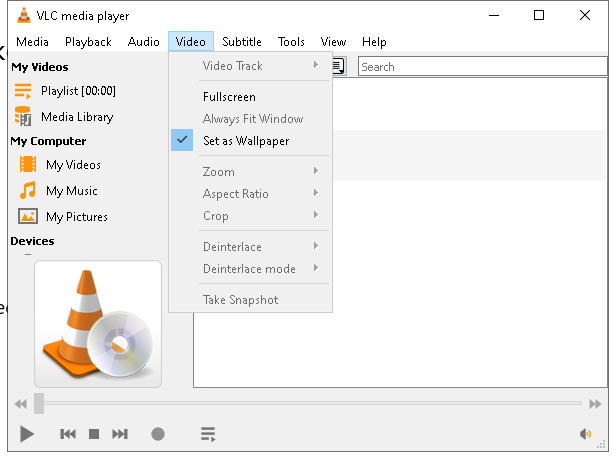 VLC media player
Media Playback Audio Video Subtitle Tools View Help
My Videos
Playlist [00:00]
Media Library
My Computer
My Videos
My Music
My Pictures
Devices
Video Track
Fullscreen
Always Fit Window
Set as Wallpaper
Zoom
Aspect Ratio
Crop
Deinterlace
Deinterlace mode
Take Snapshot
Search